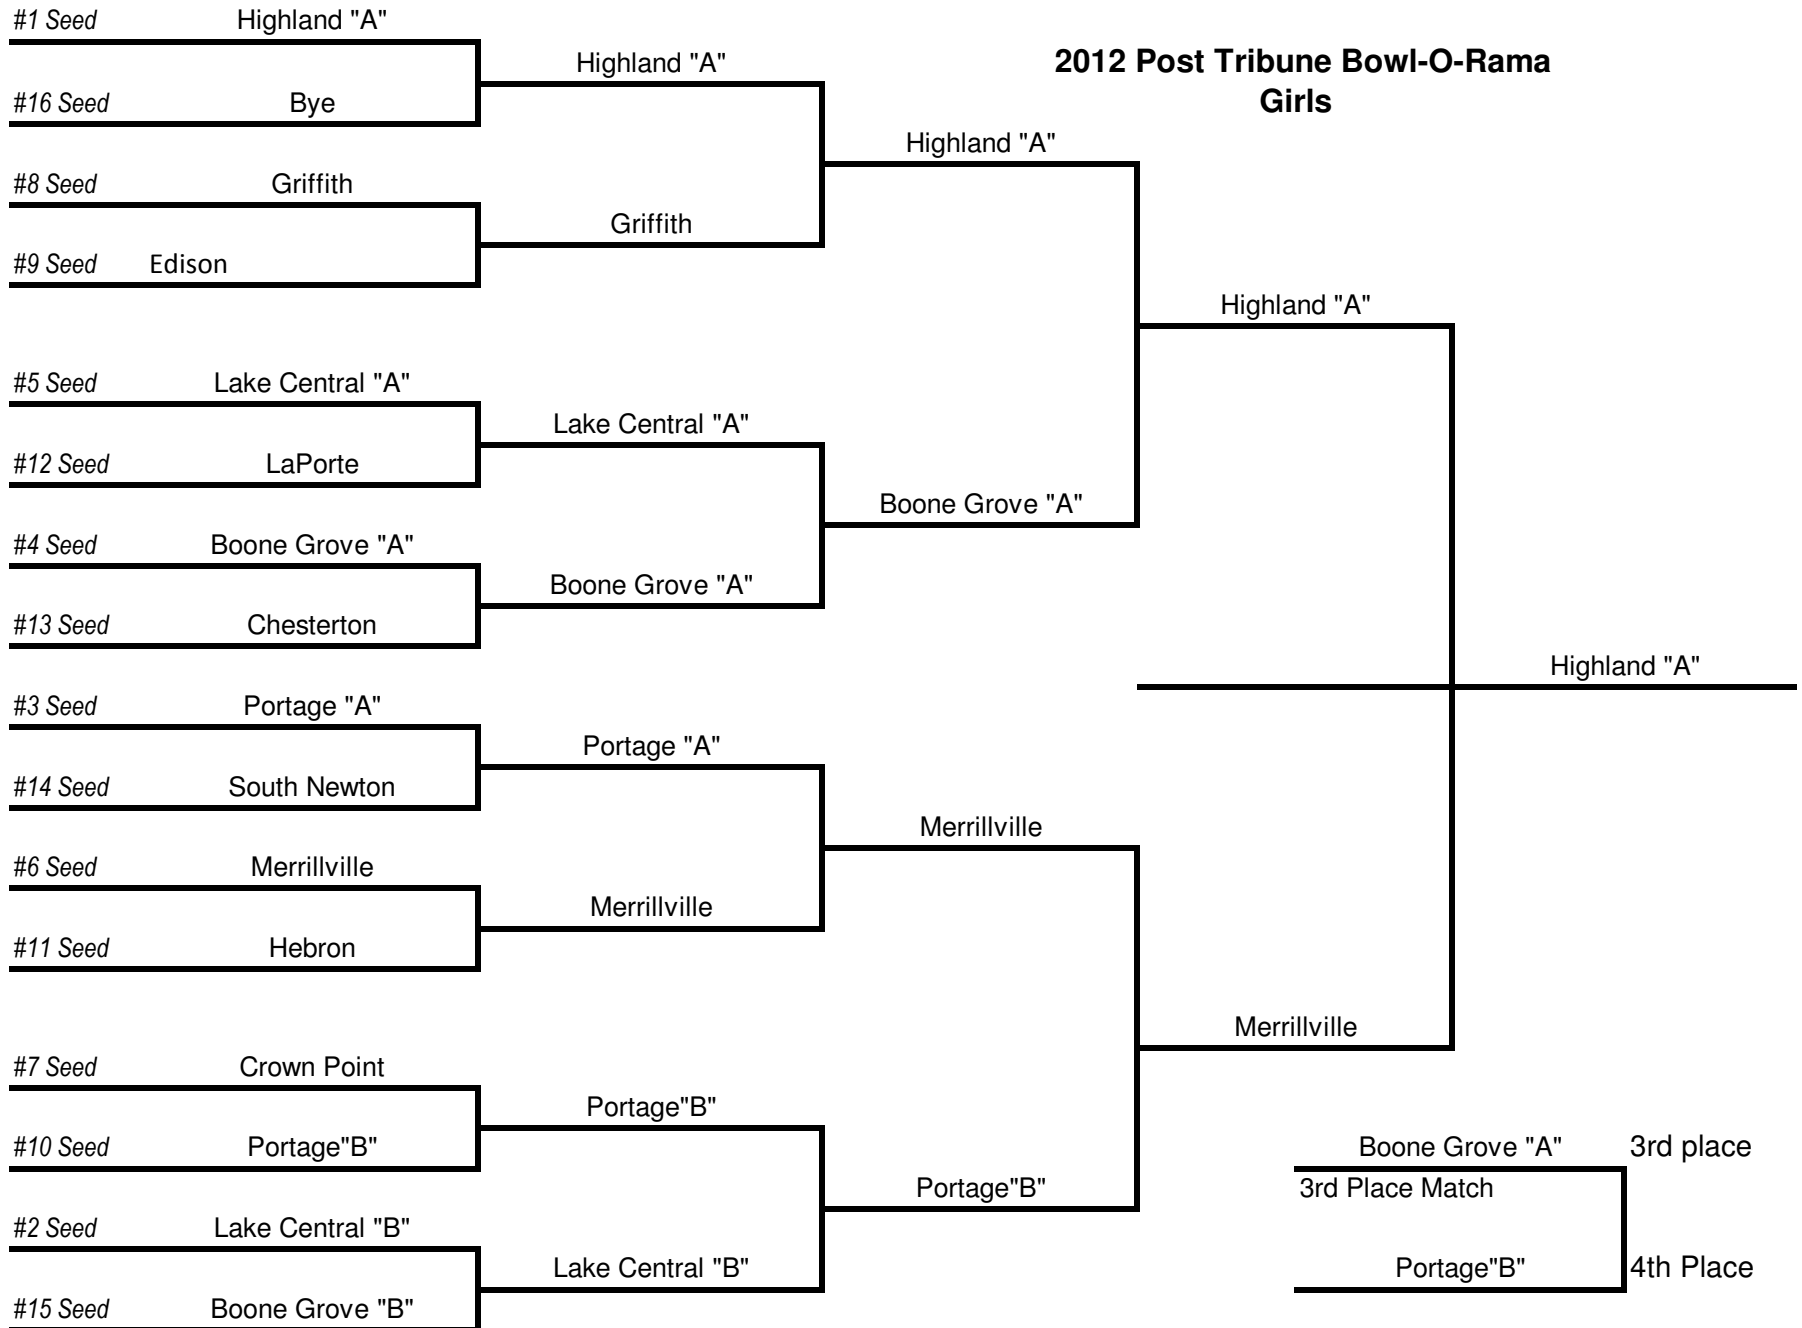 #1 Seed Highland "A"
Highland "A"
2012 Post Tribune Bowl-O-Rama
Girls
#16 Seed Bye
Highland "A"
#8 Seed Griffith
Griffith
#9 Seed Edison
Highland "A"
#5 Seed Lake Central "A"
Lake Central "A"
#12 Seed LaPorte
Boone Grove "A"
#4 Seed Boone Grove "A"
Boone Grove "A"
#13 Seed Chesterton
Highland "A"
#3 Seed Portage "A"
Portage "A"
#14 Seed South Newton
Merrillville
#6 Seed Merrillville
Merrillville
#11 Seed Hebron
Merrillville
#7 Seed Crown Point
Portage"B"
#10 Seed Portage"B"
Boone Grove "A" 3rd place
3rd Place Match
Portage"B"
#2 Seed Lake Central "B"
Lake Central "B"
Portage"B" 4th Place
#15 Seed Boone Grove "B"